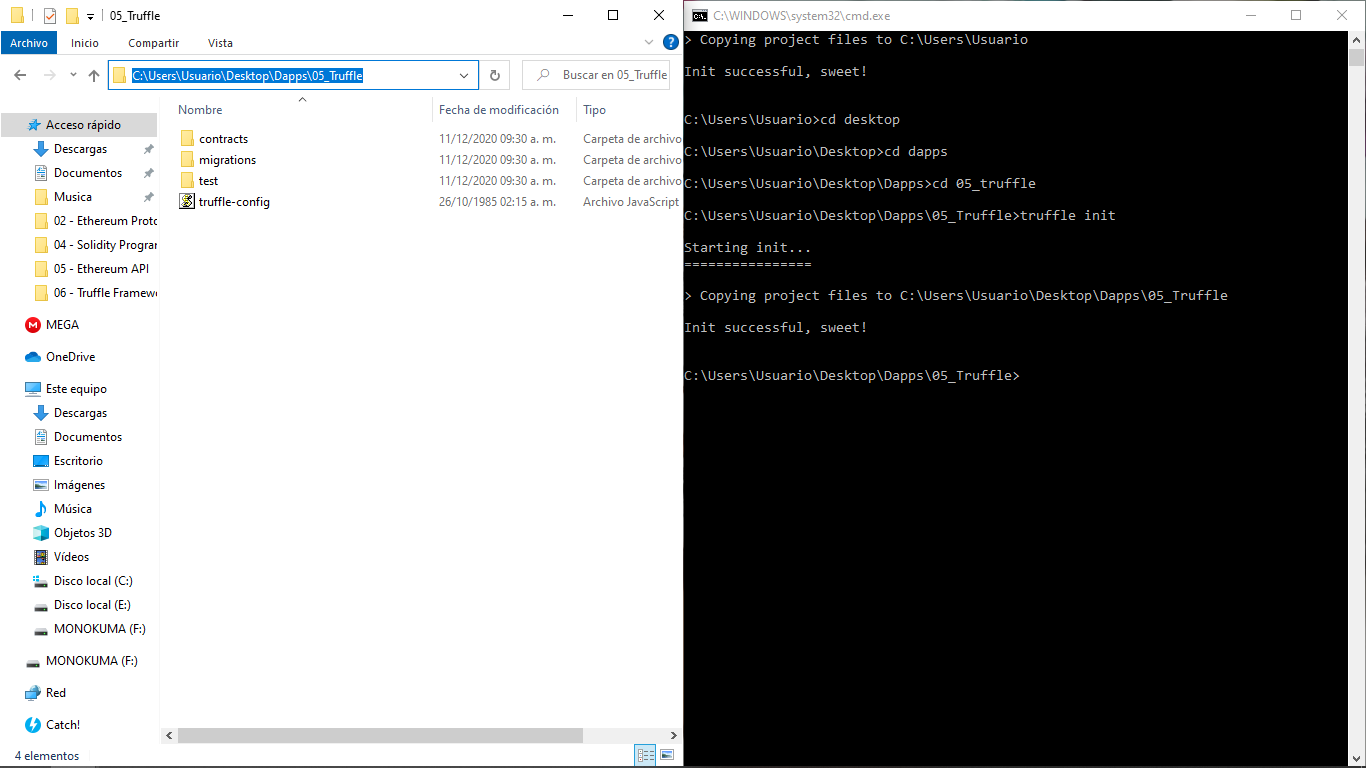 05_Truffle
Archivo Inicio Compartir Vista
C:\Users\Usuario\Desktop\Dapps\05_Truffle
Buscar en 05_Truffle
Nombre Fecha de modificación Tipo
contracts 11/12/2020 09:30 a. m. Carpeta de archivo
migrations 11/12/2020 09:30 a. m. Carpeta de archivo
test 11/12/2020 09:30 a. m. Carpeta de archivo
truffle-config 26/10/1985 02:15 a. m. Archivo JavaScript
Acceso rápido
Descargas
Documentos
Musica
02 - Ethereum Proto
04 - Solidity Program
05 - Ethereum API
06 - Truffle Framewo
MEGA
OneDrive
Este equipo
Descargas
Documentos
Escritorio
Imágenes
Música
Objetos 3D
Vídeos
Disco local (C:)
Disco local (E:)
MONOKUMA (F:)
MONOKUMA (F:)
Red
Catch!
4 elementos
C:\WINDOWS\system32\cmd.exe
> Copying project files to C:\Users\Usuario
Init successful, sweet!
C:\Users\Usuario>cd desktop
C:\Users\Usuario\Desktop>cd dapps
C:\Users\Usuario\Desktop\Dapps>cd 05_truffle
C:\Users\Usuario\Desktop\Dapps\05_Truffle>truffle init
Starting init...
================
> Copying project files to C:\Users\Usuario\Desktop\Dapps\05_Truffle
Init successful, sweet!
C:\Users\Usuario\Desktop\Dapps\05_Truffle>